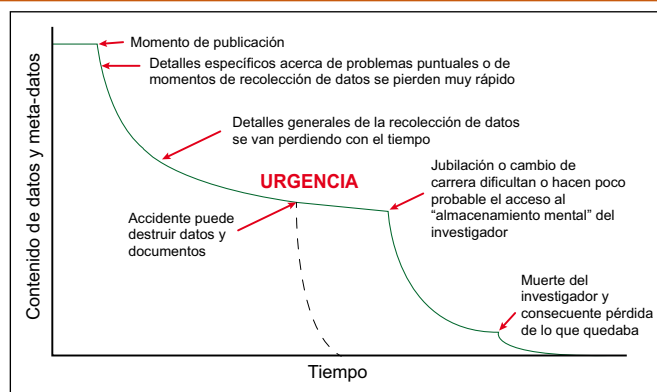 Momento de publicación
Detalles específicos acerca de problemas puntuales o de
momentos de recolección de datos se pierden muy rápido
Detalles generales de la recolección de datos
se van perdiendo con el tiempo
URGENCIA
Jubilación o cambio de
carrera dificultan o hacen poco
probable el acceso al
“almacenamiento mental” del
investigador
Accidente puede
destruir datos y
documentos
Muerte del
investigador y
consecuente pérdida
de lo que quedaba
Contenido de datos y meta-datos
Tiempo